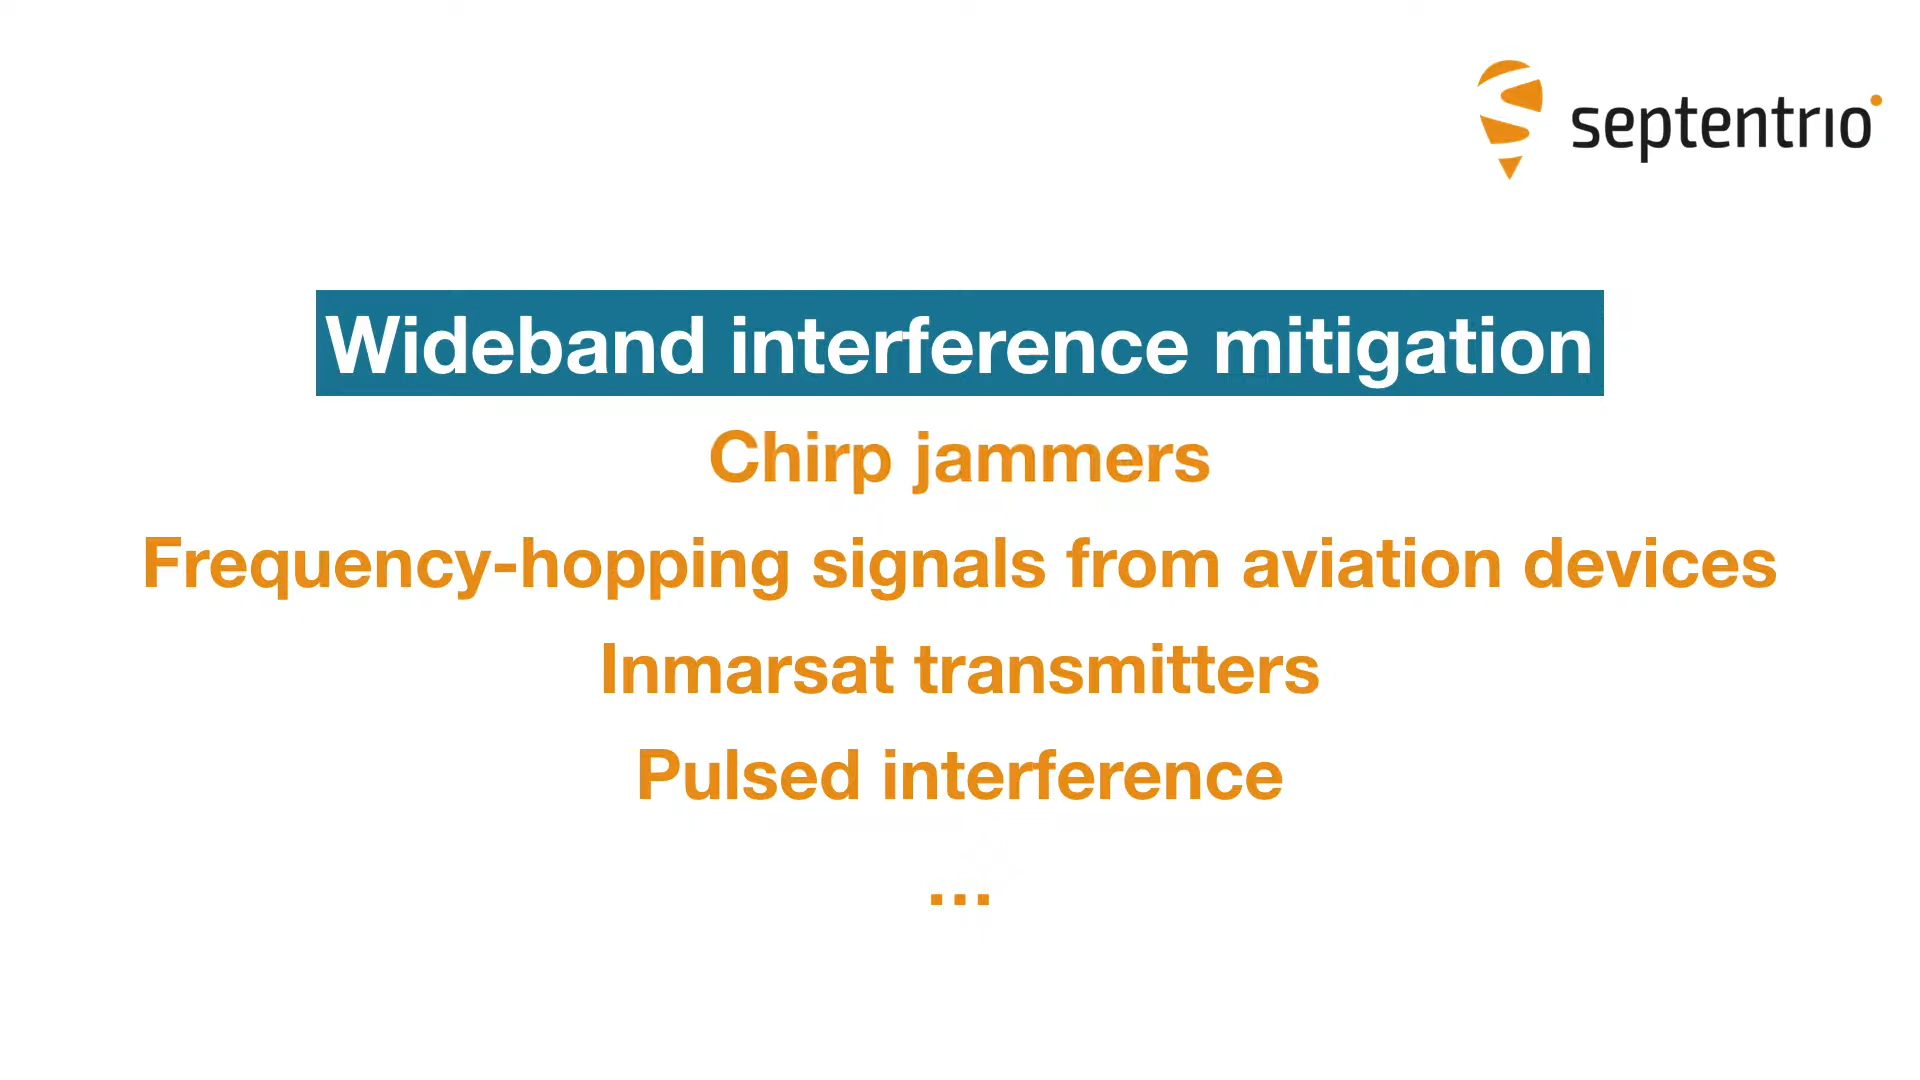 septentrio
Wideband interference mitigation
Chirp jammers
Frequency-hopping signals from aviation devices
Inmarsat transmitters
Pulsed interference
...